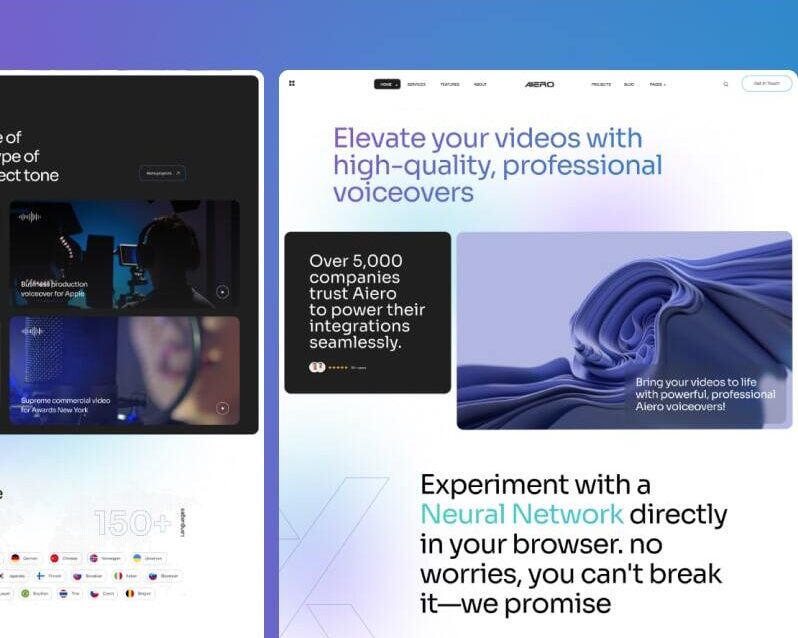 e of
ype of
ect tone
More projects
Business production
voiceover for Apple
Supreme commercial video
for Awards New York
e
150+
Languages
German
Chinese
Norwegian
Ukrainian
Japanese
Finnish
Slovakian
Italian
Slovenian
Brazilian
Thai
Czech
Belgian
HOME
SERVICES
FEATURES
ABOUT
AIERO
PROJECTS
BLOG
PAGES
Get in Touch
Elevate your videos with
high-quality, professional
voiceovers
Over 5,000
companies
trust Aiero
to power their
integrations
seamlessly.
Bring your videos to life
with powerful, professional
Aiero voiceovers!
Experiment with a
Neural Network directly
in your browser. no
worries, you can't break
it—we promise